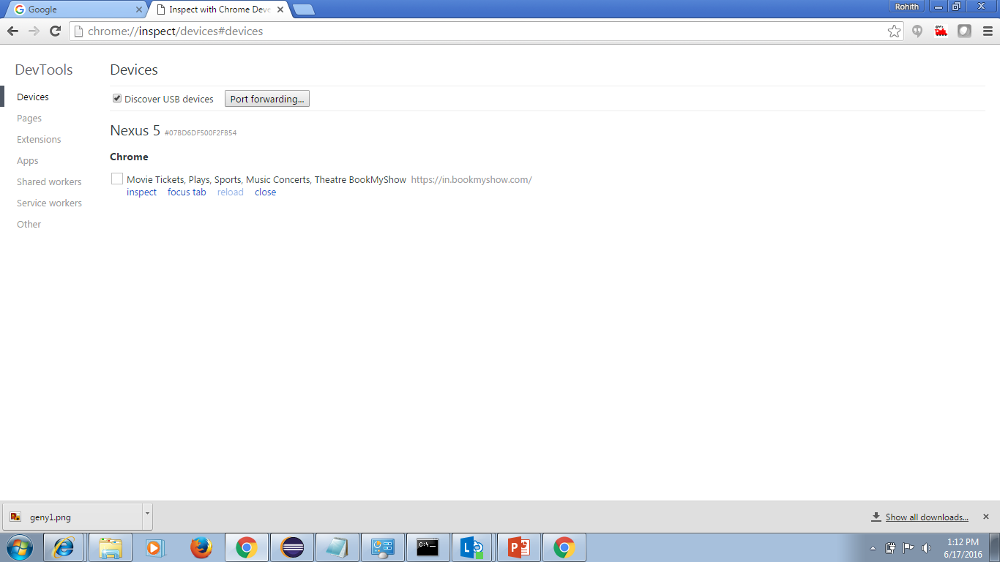 Google
Inspect with Chrome Deve
Rohith
chrome://inspect/devices#devices
DevTools
Devices
Pages
Extensions
Apps
Shared workers
Service workers
Other
Devices
Discover USB devices
Port forwarding...
Nexus 5 #07BD6DF500F2FB54
Chrome
Movie Tickets, Plays, Sports, Music Concerts, Theatre BookMyShow https://in.bookmyshow.com/
inspect focus tab reload close
geny1.png
Show all downloads...
1:12 PM
6/17/2016